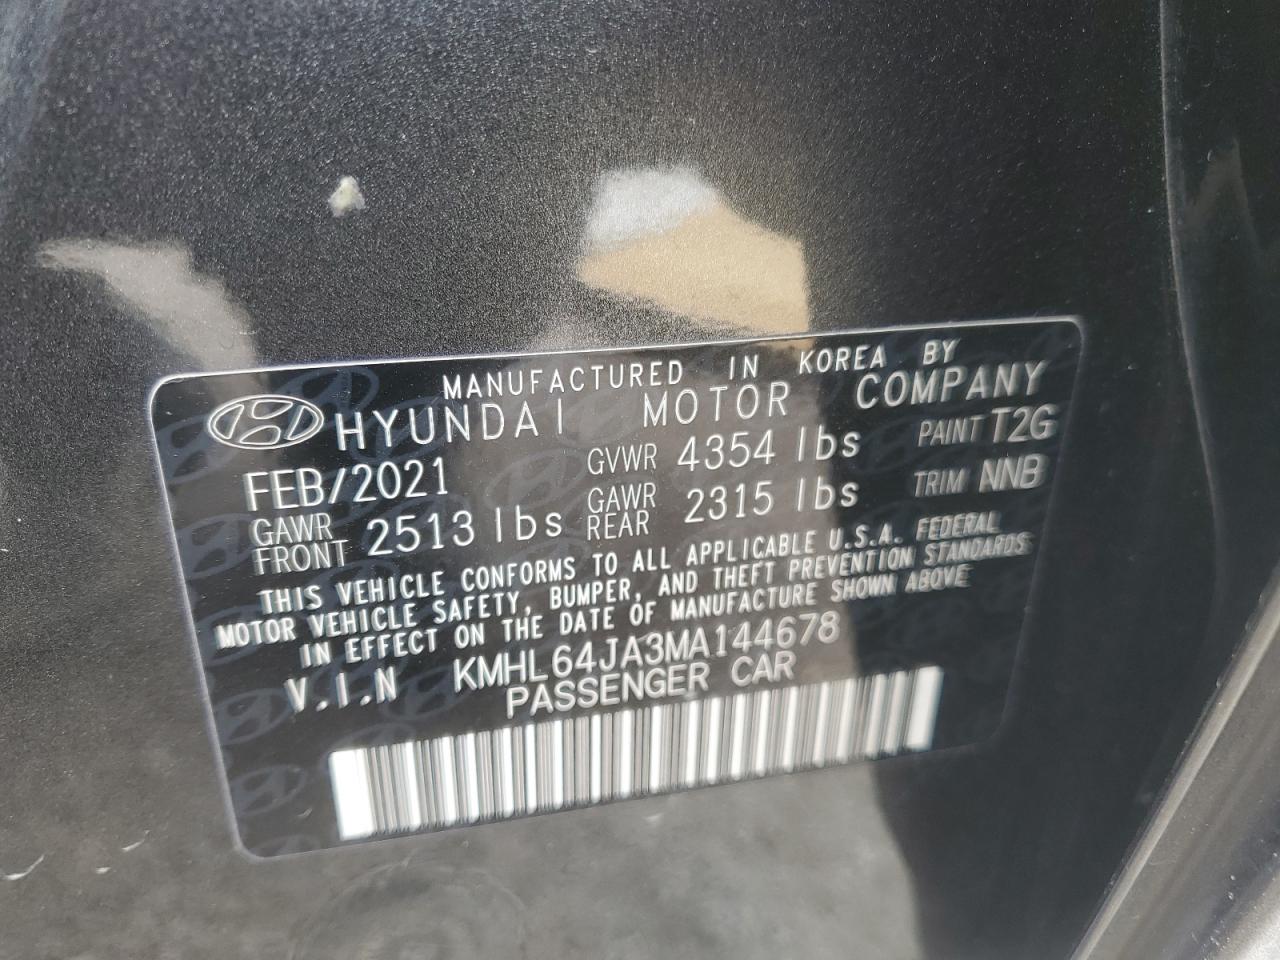 MANUFACTURED IN KOREA BY
HYUNDAI MOTOR COMPANY
FEB/2021 GVWR 4354 lbs PAINT T2G
GAWR FRONT 2513 lbs GAWR REAR 2315 lbs TRIM NNB
THIS VEHICLE CONFORMS TO ALL APPLICABLE U.S.A. FEDERAL
MOTOR VEHICLE SAFETY, BUMPER, AND THEFT PREVENTION STANDARDS
IN EFFECT ON THE DATE OF MANUFACTURE SHOWN ABOVE
V.I.N KMHL64JA3MA144678
PASSENGER CAR